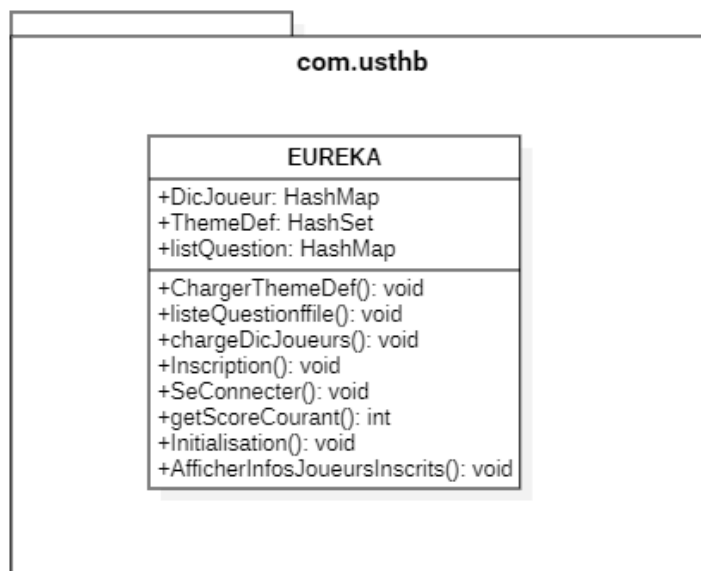 com.usthb
EUREKA
+DicJoueur: HashMap
+ThemeDef: HashSet
+listQuestion: HashMap
+ChargerThemeDef(): void
+listeQuestionffile(): void
+chargeDicJoueurs(): void
+Inscription(): void
+SeConnecter(): void
+getScoreCourant(): int
+Initialisation(): void
+AfficherInfosJoueursInscrits(): void